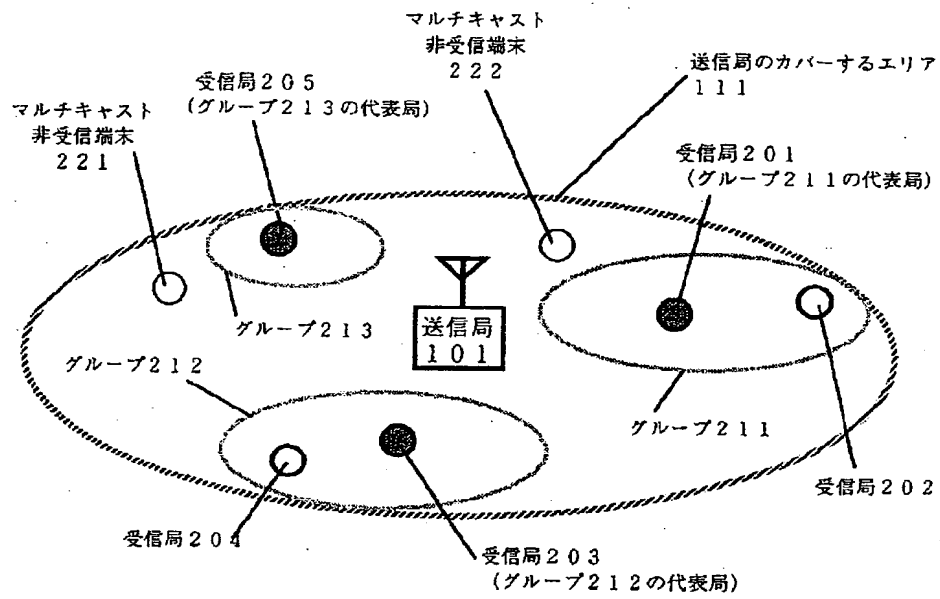 マルチキャスト
非受信端末
222
送信局のカバーするエリア
111
受信局205
(グループ213の代表局)
マルチキャスト
非受信端末
221
受信局201
(グループ211の代表局)
グループ213
送信局
101
グループ212
グループ211
受信局202
受信局204
受信局203
(グループ212の代表局)